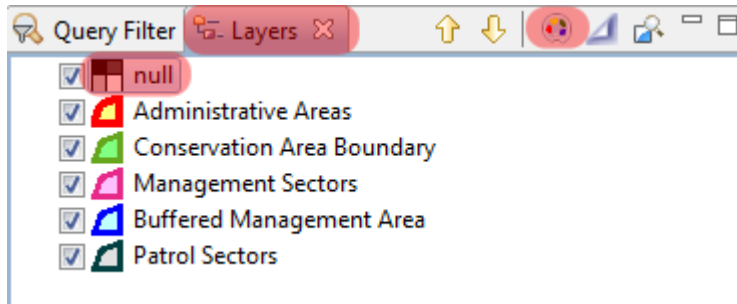 Query Filter Layers
null
Administrative Areas
Conservation Area Boundary
Management Sectors
Buffered Management Area
Patrol Sectors